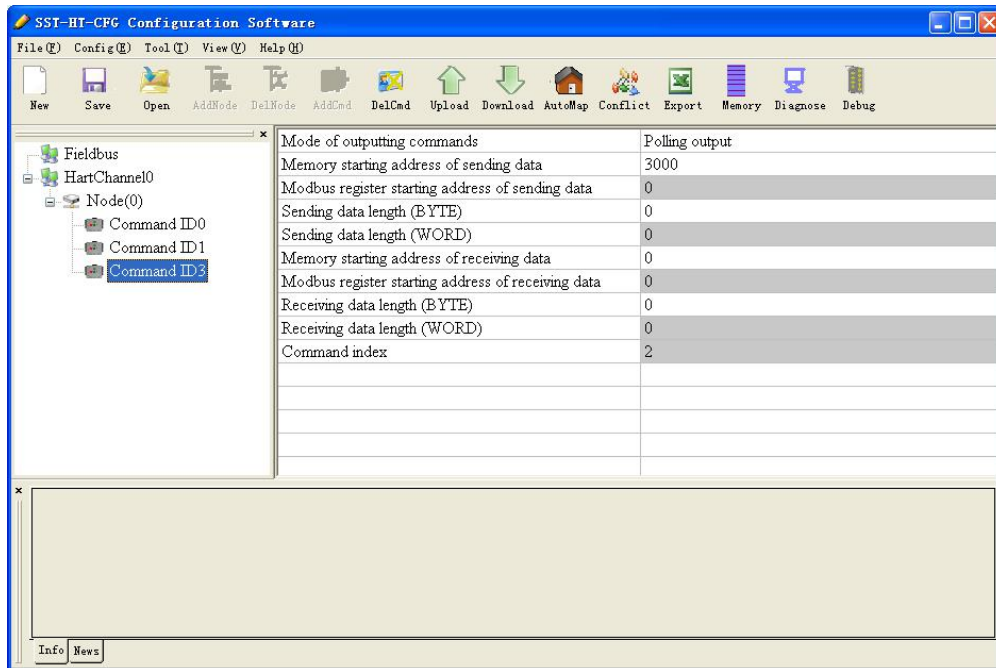 SST-HT-CFG Configuration Software
File(F) Config(E) Tool(T) View(V) Help(H)
New Save Open AddNode DelNode AddCmd DelCmd Upload Download AutoMap Conflict Export Memory Diagnose Debug
Fieldbus
HartChannel0
Node(0)
Command ID0
Command ID1
Command ID3
Mode of outputting commands Polling output
Memory starting address of sending data 3000
Modbus register starting address of sending data 0
Sending data length (BYTE) 0
Sending data length (WORD) 0
Memory starting address of receiving data 0
Modbus register starting address of receiving data 0
Receiving data length (BYTE) 0
Receiving data length (WORD) 0
Command index 2
Info News